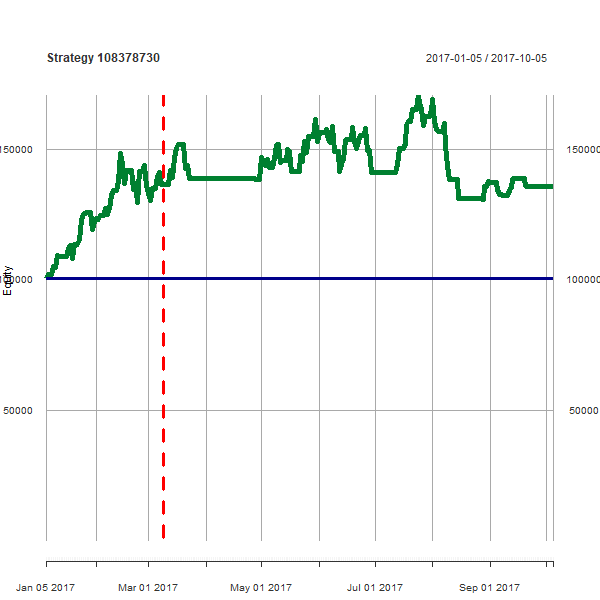 Strategy 108378730
2017-01-05 / 2017-10-05
150000
150000
Equity
100000
100000
50000
50000
Jan 05 2017
Mar 01 2017
May 01 2017
Jul 01 2017
Sep 01 2017